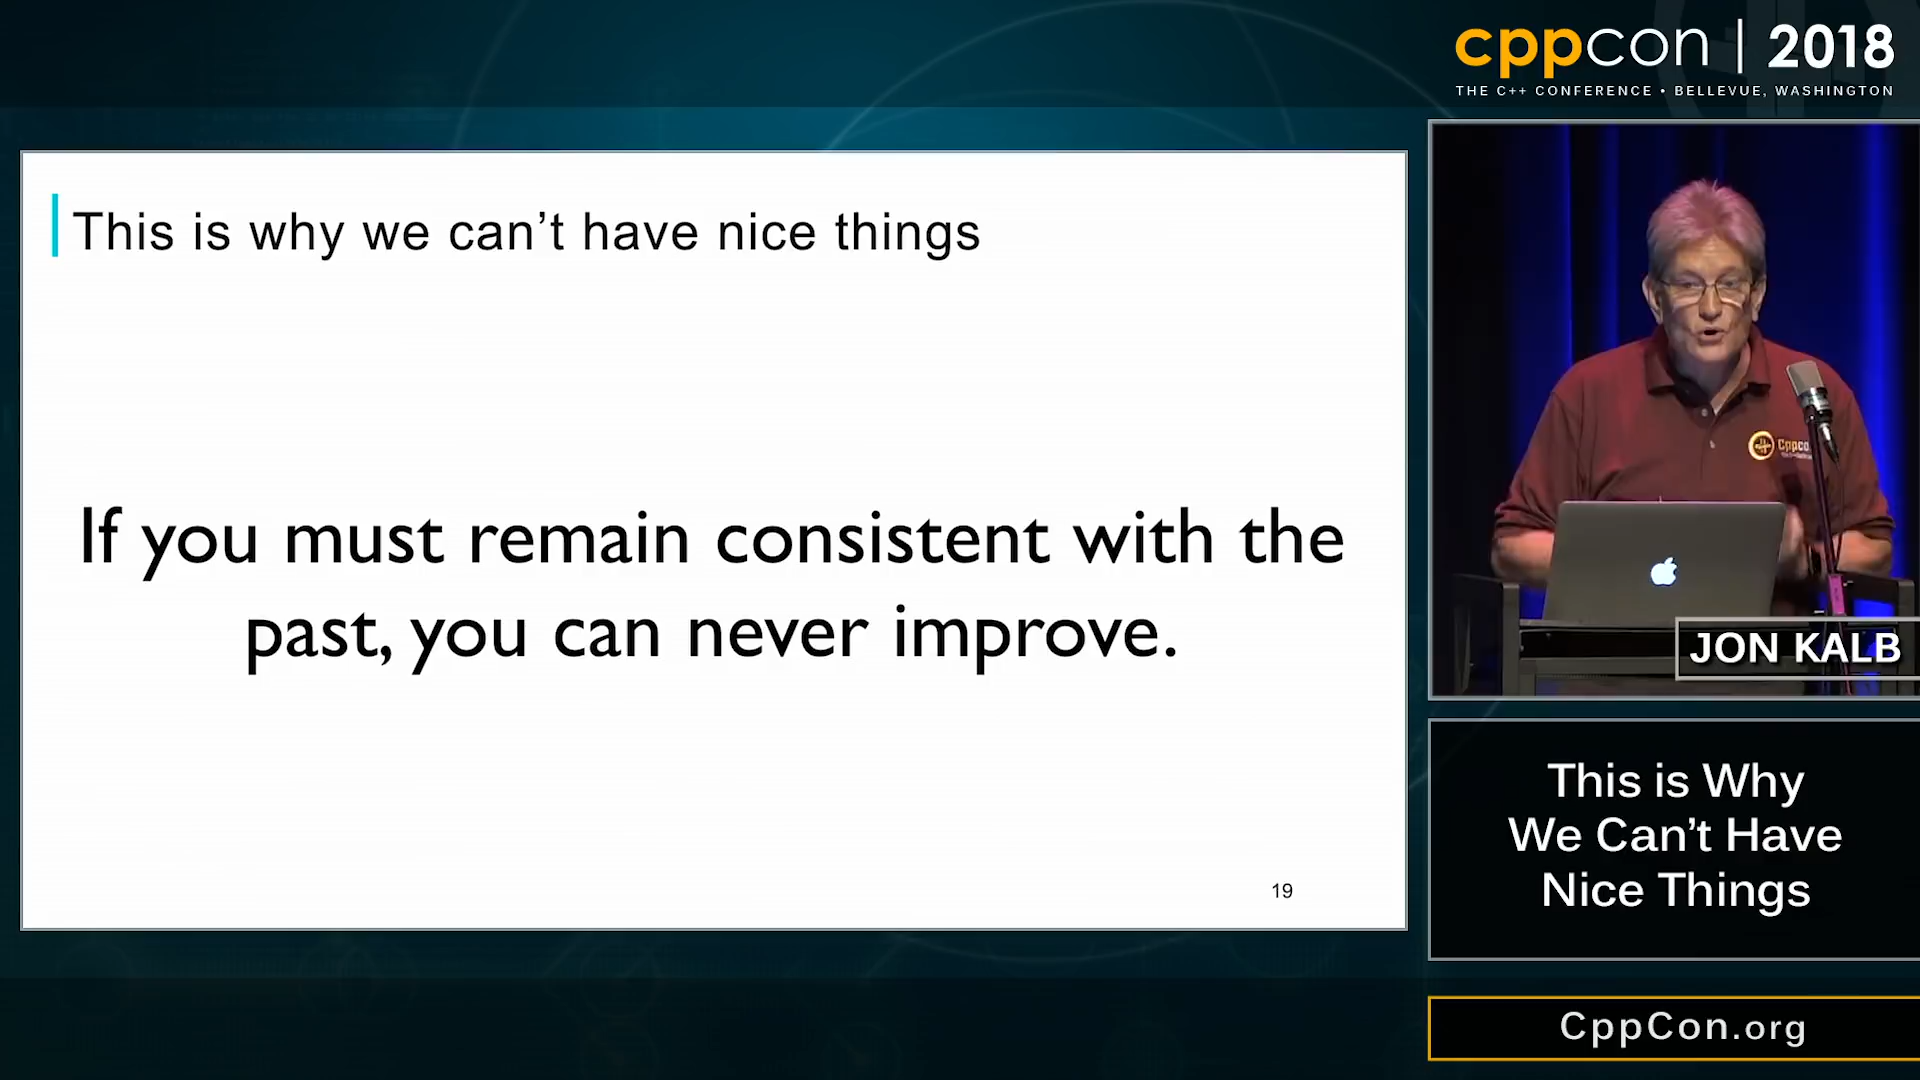 cppcon | 2018
THE C++ CONFERENCE • BELLEVUE, WASHINGTON
This is why we can’t have nice things
If you must remain consistent with the
past, you can never improve.
19
Cppco
JON KALB
This is Why
We Can’t Have
Nice Things
CppCon.org